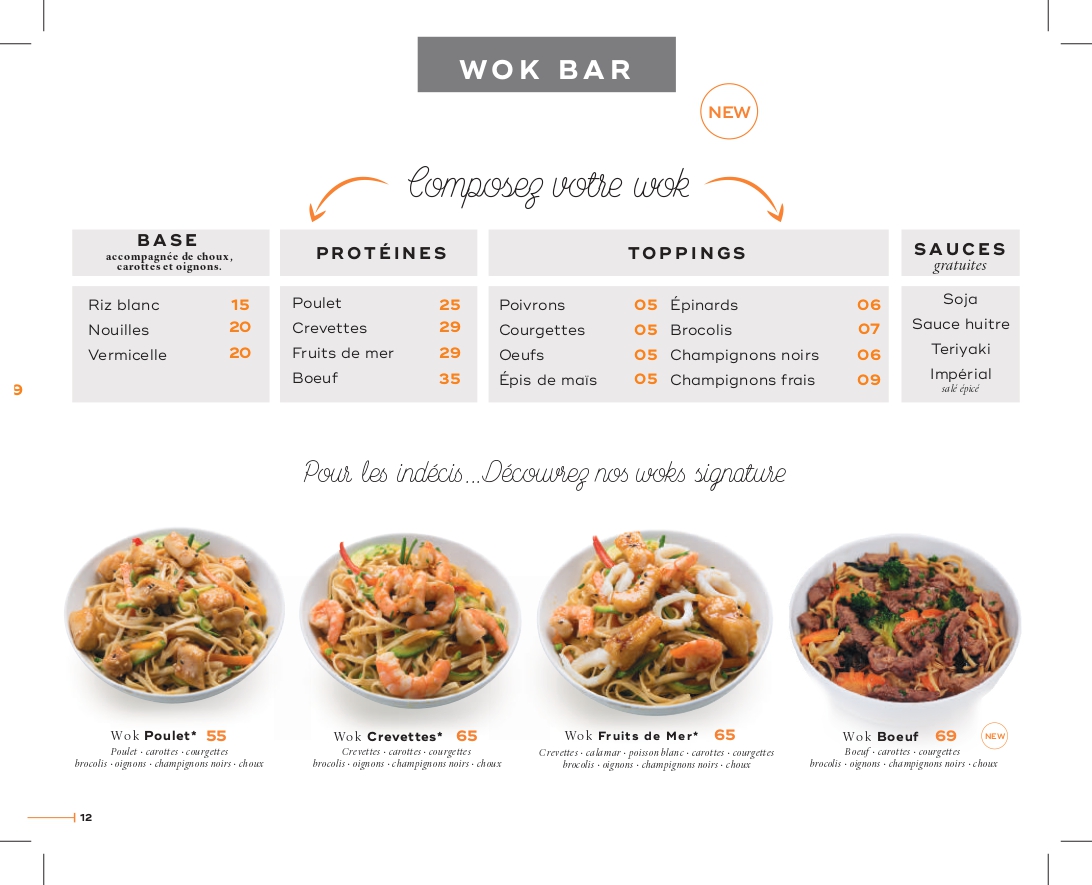 WOK BAR
NEW
Composez votre wok
BASE
accompagnée de choux,
carottes et oignons.
Riz blanc 15
Nouilles 20
Vermicelle 20
PROTÉINES
Poulet 25
Crevettes 29
Fruits de mer 29
Boeuf 35
TOPPINGS
Poivrons 05 Épinards 06
Courgettes 05 Brocolis 07
Oeufs 05 Champignons noirs 06
Épis de maïs 05 Champignons frais 09
SAUCES
gratuites
Soja
Sauce huitre
Teriyaki
Impérial
salé épicé
9
Pour les indécis...Découvrez nos woks signature
Wok Poulet* 55
Poulet · carottes · courgettes
brocolis · oignons · champignons noirs · choux
Wok Crevettes* 65
Crevettes · carottes · courgettes
brocolis · oignons · champignons noirs · choux
Wok Fruits de Mer* 65
Crevettes · calamar · poisson blanc · carottes · courgettes
brocolis · oignons · champignons noirs · choux
Wok Boeuf 69 NEW
Boeuf · carottes · courgettes
brocolis · oignons · champignons noirs · choux
12